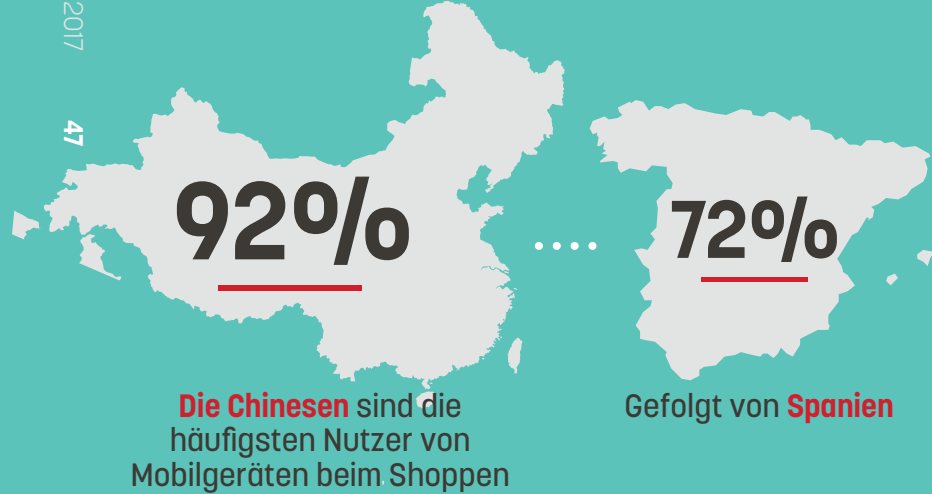 2017
47
92%
72%
Die Chinesen sind die
häufigsten Nutzer von
Mobilgeräten beim Shoppen
Gefolgt von Spanien